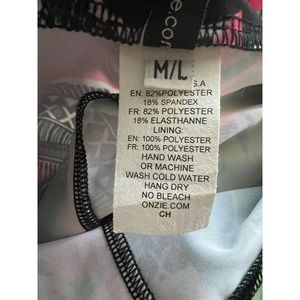 M/L
S.A
EN: 82%POLYESTER
18% SPANDEX
FR: 82% POLYESTER
18% ELASTHANNE
LINING:
EN: 100% POLYESTER
FR: 100% POLYESTER
HAND WASH
OR MACHINE
WASH COLD WATER
HANG DRY
NO BLEACH
ONZIE.COM
CH